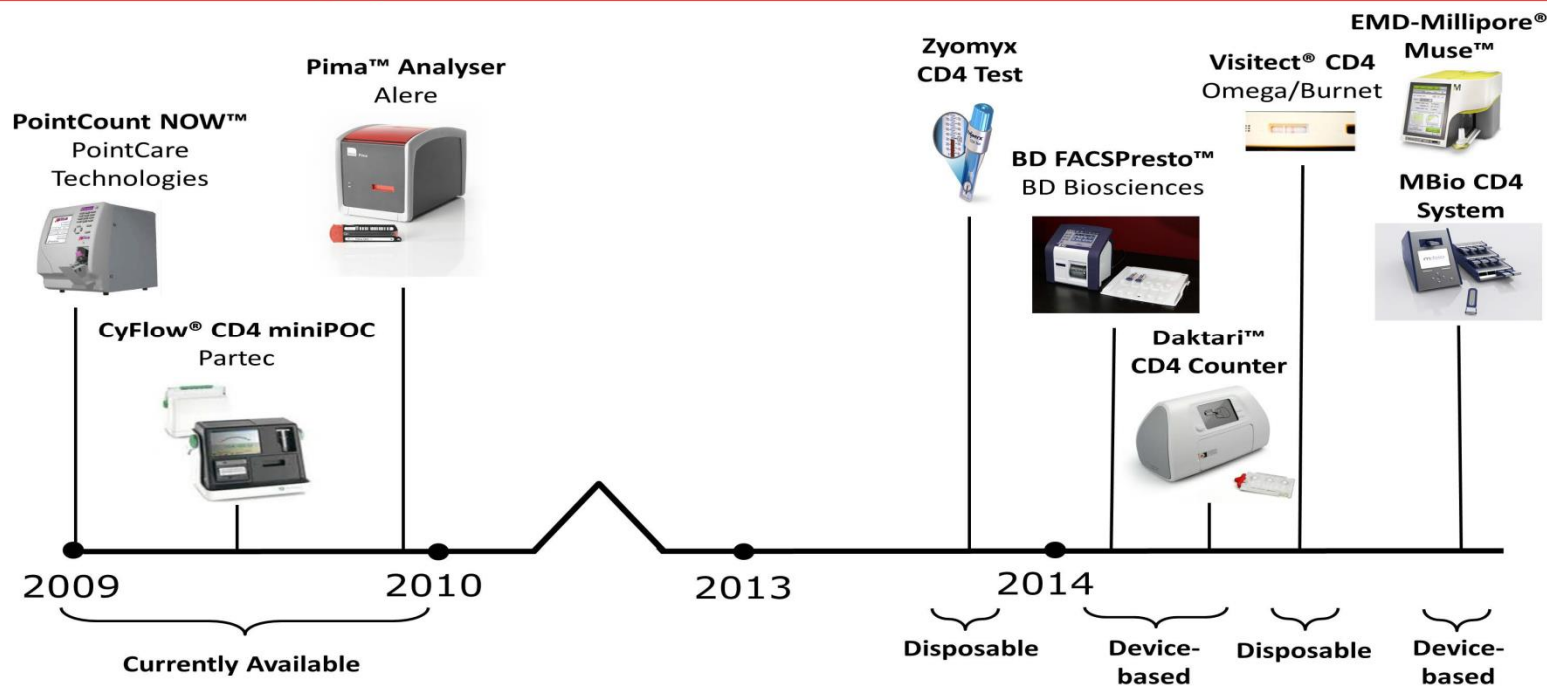 PointCount NOW™
PointCare
Technologies
CyFlow® CD4 miniPOC
Partec
Pima™ Analyser
Alere
Zyomyx
CD4 Test
BD FACSPresto™
BD Biosciences
Daktari™
CD4 Counter
Visitect® CD4
Omega/Burnet
EMD-Millipore®
Muse™
MBio CD4
System
2009
2010
2013
2014
Currently Available
Disposable
Device-
based
Disposable
Device-
based